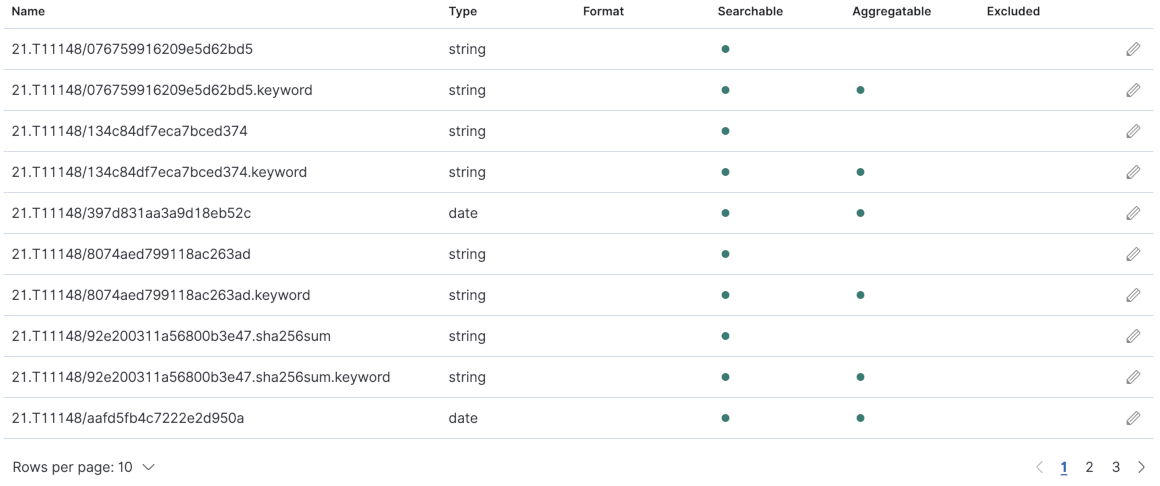 Name Type Format Searchable Aggregatable Excluded
21.T11148/076759916209e5d62bd5 string
21.T11148/076759916209e5d62bd5.keyword string
21.T11148/134c84df7eca7bced374 string
21.T11148/134c84df7eca7bced374.keyword string
21.T11148/397d831aa3a9d18eb52c date
21.T11148/8074aed799118ac263ad string
21.T11148/8074aed799118ac263ad.keyword string
21.T11148/92e200311a56800b3e47.sha256sum string
21.T11148/92e200311a56800b3e47.sha256sum.keyword string
21.T11148/aafd5fb4c7222e2d950a date
Rows per page: 10 1 2 3